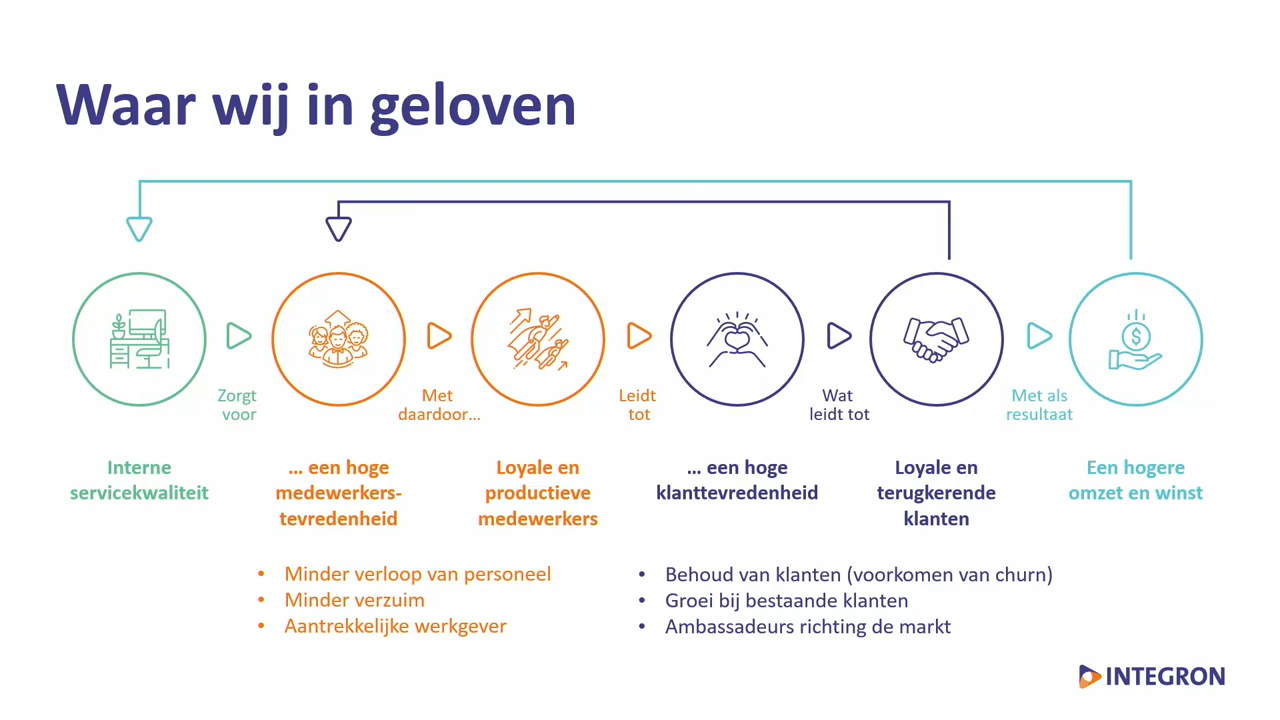 Waar wij in geloven
$
Zorgt
voor
Met
daardoor...
Leidt
tot
Wat
leidt tot
Met als
resultaat
Interne
servicekwaliteit
... een hoge
medewerkers-
tevredenheid
Loyale en
productieve
medewerkers
... een hoge
klanttevredenheid
Loyale en
terugkerende
klanten
Een hogere
omzet en winst
• Minder verloop van personeel
• Minder verzuim
• Aantrekkelijke werkgever
• Behoud van klanten (voorkomen van churn)
• Groei bij bestaande klanten
• Ambassadeurs richting de markt
INTEGRON